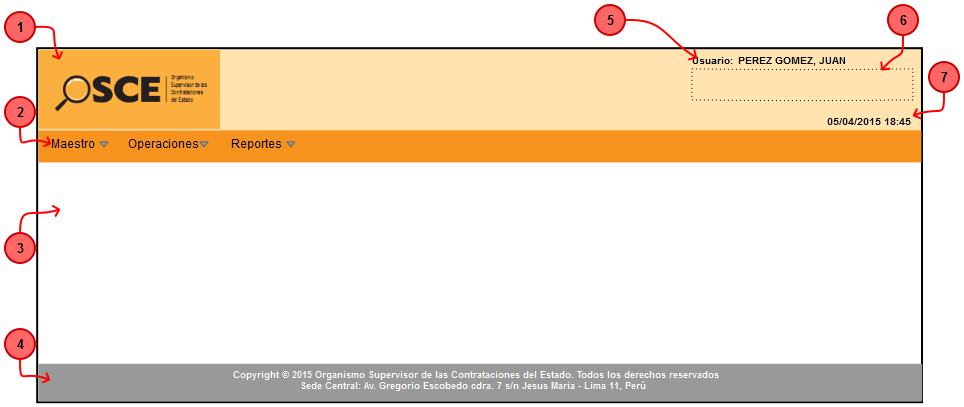 1
5
6
Usuario: PEREZ GOMEZ, JUAN
7
OSCE
Organismo
Supervisor de las
Contrataciones
del Estado
2
05/04/2015 18:45
Maestro Operaciones Reportes
3
4
Copyright © 2015 Organismo Supervisor de las Contrataciones del Estado. Todos los derechos reservados
Sede Central: Av. Gregorio Escobedo cdra. 7 s/n Jesus Maria - Lima 11, Perú